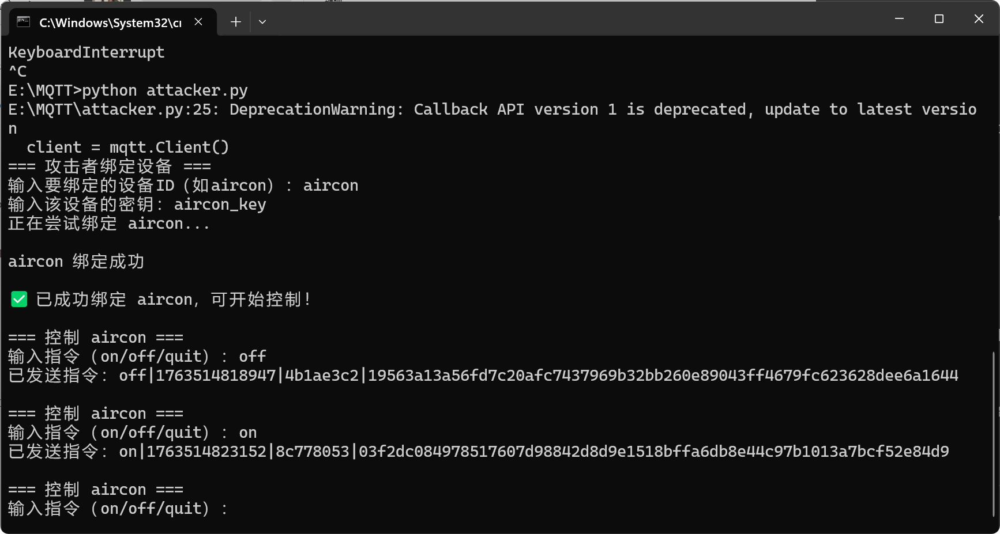 C:\Windows\System32\c
KeyboardInterrupt
^C
E:\MQTT>python attacker.py
E:\MQTT\attacker.py:25: DeprecationWarning: Callback API version 1 is deprecated, update to latest versio
n
  client = mqtt.Client()
=== 攻击者绑定设备 ===
输入要绑定的设备ID（如aircon）: aircon
输入该设备的密钥: aircon_key
正在尝试绑定 aircon...
aircon 绑定成功
✅ 已成功绑定 aircon, 可开始控制!
=== 控制 aircon ===
输入指令（on/off/quit）: off
已发送指令: off|1763514818947|4b1ae3c2|19563a13a56fd7c20afc7437969b32bb260e89043ff4679fc623628dee6a1644
=== 控制 aircon ===
输入指令（on/off/quit）: on
已发送指令: on|1763514823152|8c778053|03f2dc084978517607d98842d8d9e1518bffa6db8e44c97b1013a7bcf52e84d9
=== 控制 aircon ===
输入指令（on/off/quit）: